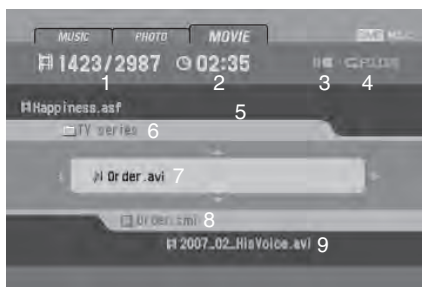 MUSIC PHOTO MOVIE
1423/2987 02:35
1 2 3 4
Happiness.asf 5
TV series 6
Order.avi 7
Order.smi 8
2007_02_HisVoice.avi 9